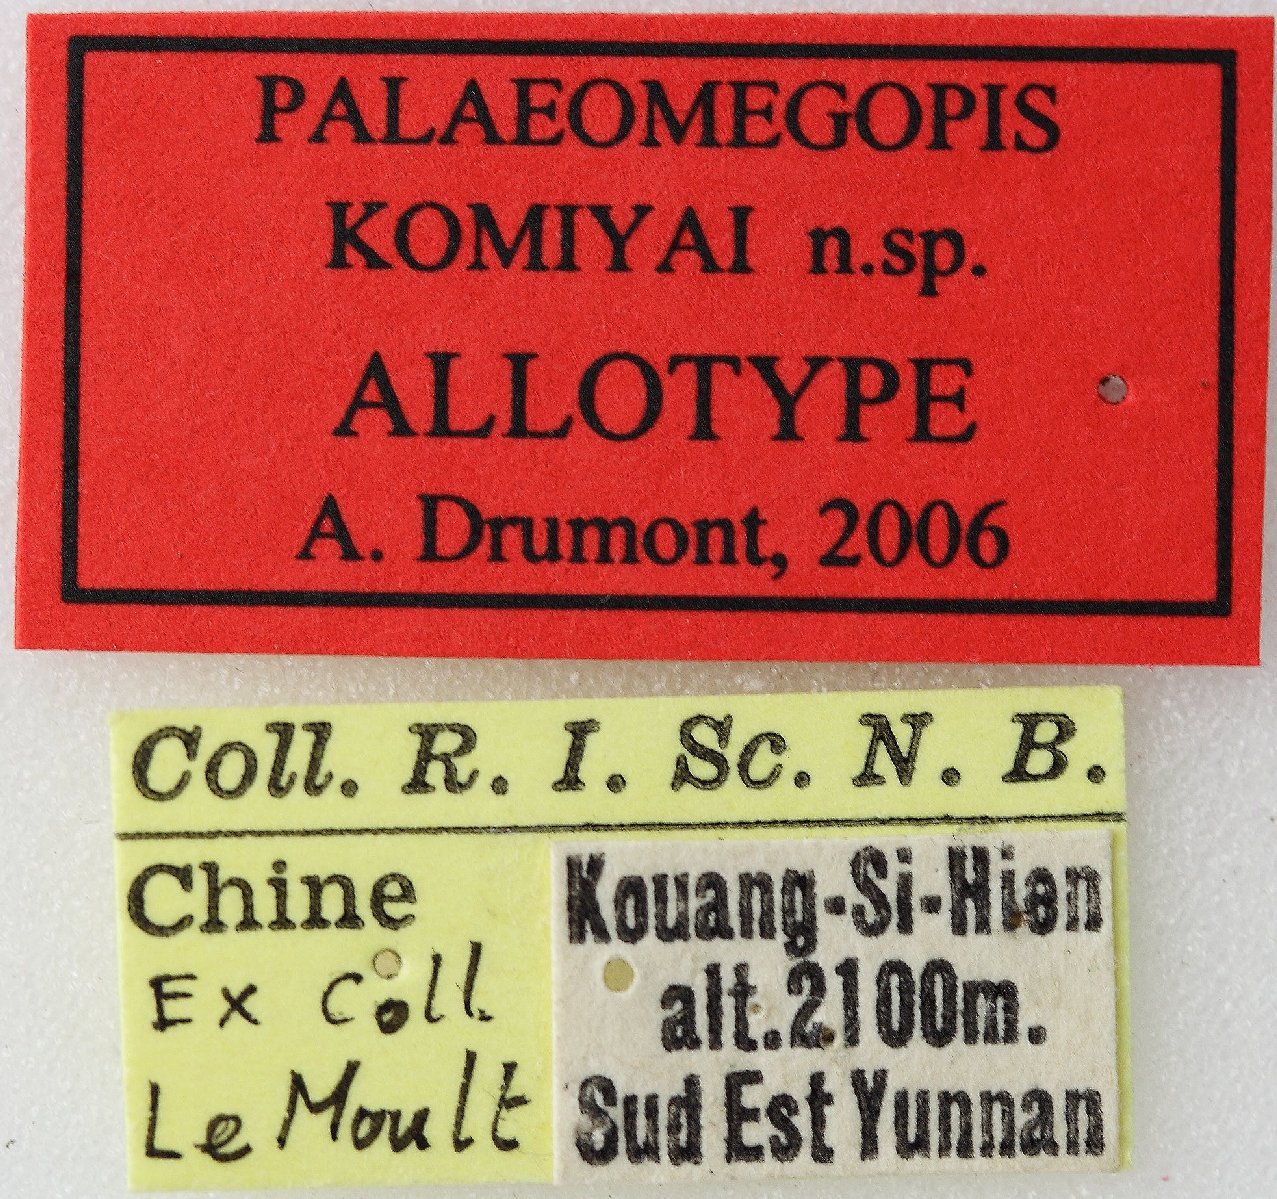 PALAEOMEGOPIS
KOMIYAI n.sp.
ALLOTYPE
A. Drumont, 2006
Coll. R. I. Sc. N. B.
Chine
Ex Coll.
Le Moult
Kouang-Si-Hien
alt.2100m.
Sud Est Yunnan